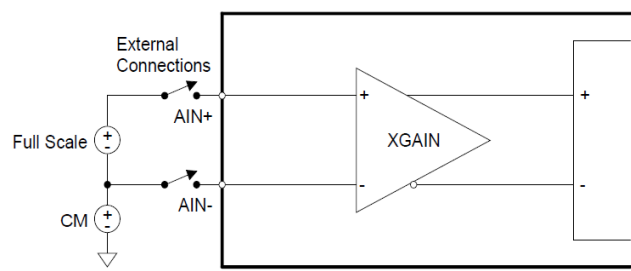 External
Connections
AIN+
+
+
Full Scale
+
-
XGAIN
-
-
AIN-
CM
+
-